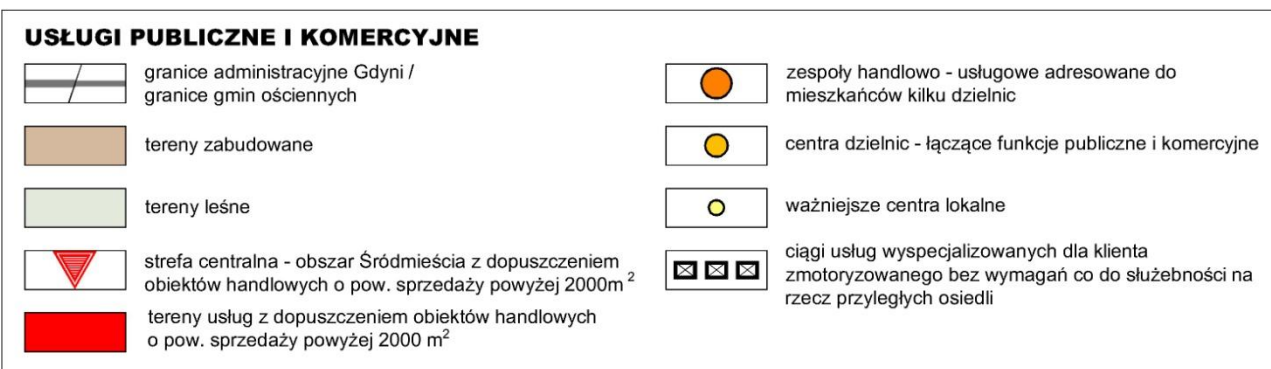 USŁUGI PUBLICZNE I KOMERCYJNE
granice administracyjne Gdyni /
granice gmin ościennych
tereny zabudowane
tereny leśne
strefa centralna - obszar Śródmieścia z dopuszczeniem
obiektów handlowych o pow. sprzedaży powyżej 2000m²
tereny usług z dopuszczeniem obiektów handlowych
o pow. sprzedaży powyżej 2000 m²
zespoły handlowo - usługowe adresowane do
mieszkańców kilku dzielnic
centra dzielnic - łączące funkcje publiczne i komercyjne
ważniejsze centra lokalne
ciągi usług wyspecjalizowanych dla klienta
zmotoryzowanego bez wymagań co do służebności na
rzecz przyległych osiedli